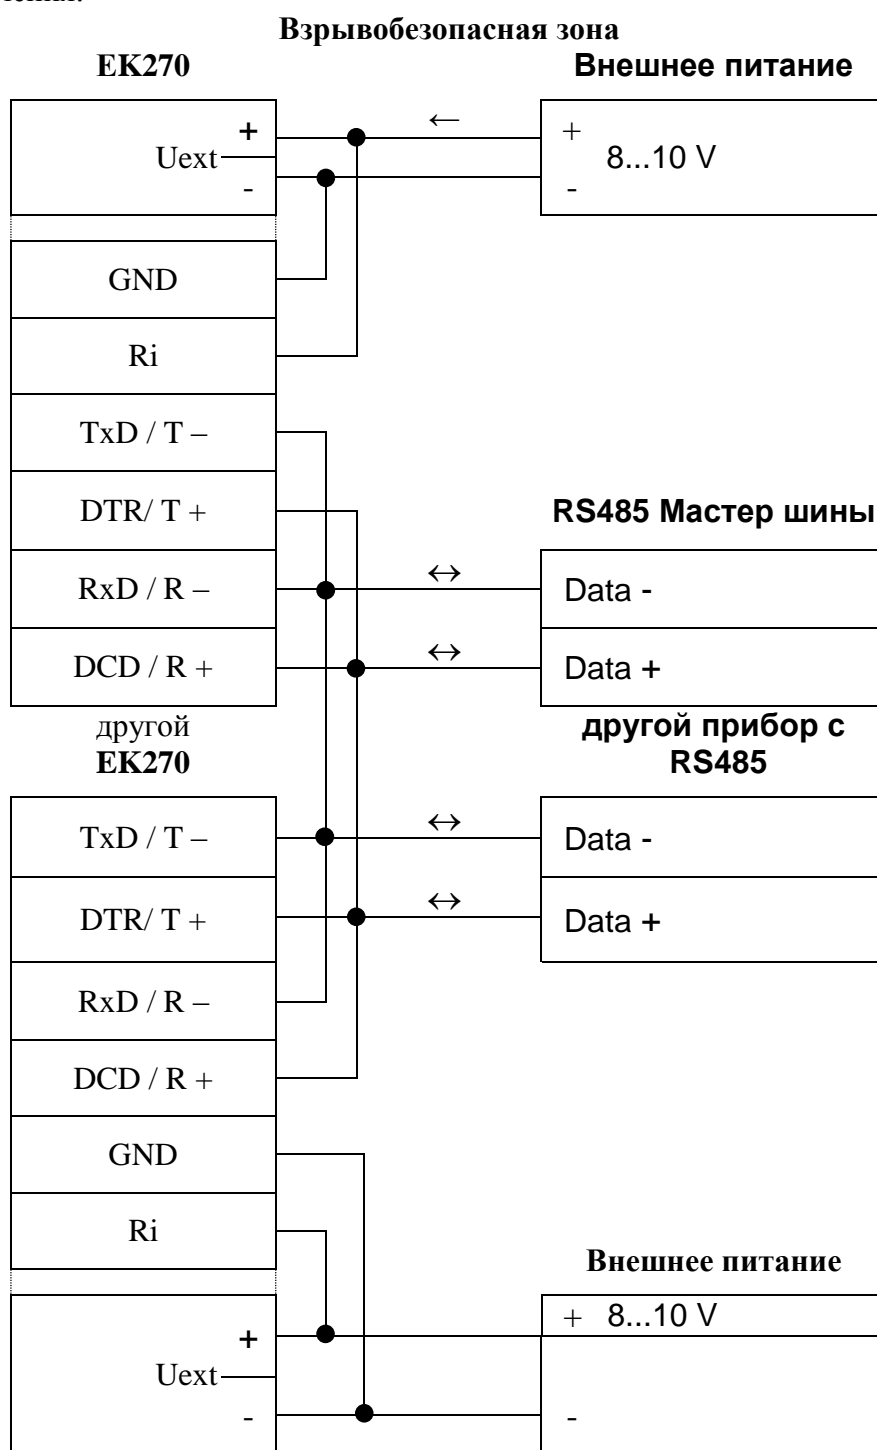 Взрывобезопасная зона
EK270
Внешнее питание
+
Uext
-
←
+
8...10 V
-
GND
Ri
TxD / T –
DTR/ T +
RxD / R –
DCD / R +
RS485 Мастер шины
↔
Data -
↔
Data +
другой
EK270
другой прибор с
RS485
TxD / T –
DTR/ T +
RxD / R –
DCD / R +
GND
Ri
↔
Data -
↔
Data +
Внешнее питание
+
Uext
-
+ 8...10 V
-